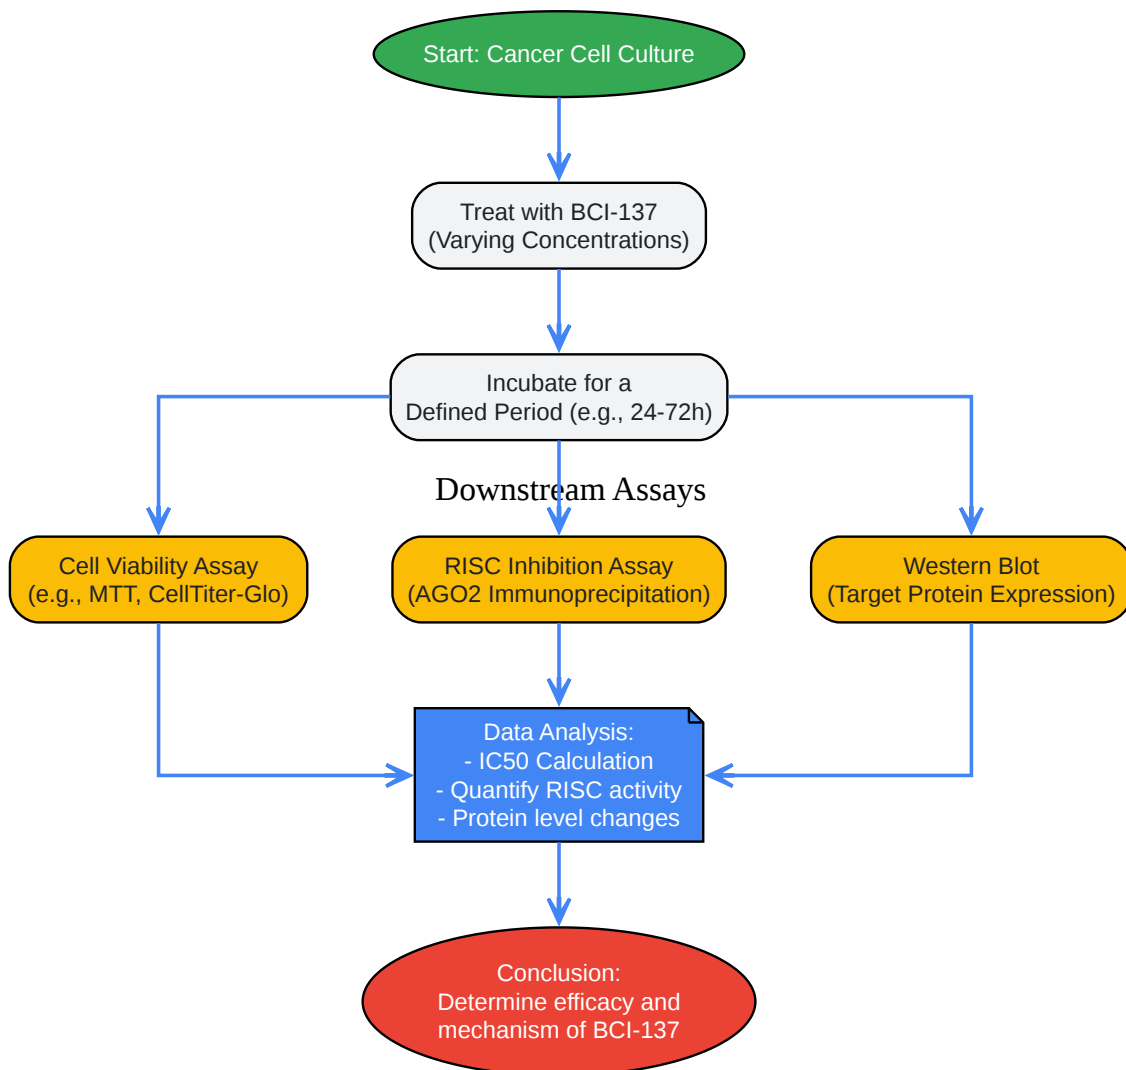 Start: Cancer Cell Culture
Treat with BCI-137
(Varying Concentrations)
Incubate for a
Defined Period (e.g., 24-72h)
Downstream Assays
Cell Viability Assay
(e.g., MTT, CellTiter-Glo)
RISC Inhibition Assay
(AGO2 Immunoprecipitation)
Western Blot
(Target Protein Expression)
Data Analysis:
- IC50 Calculation
- Quantify RISC activity
- Protein level changes
Conclusion:
Determine efficacy and
mechanism of BCI-137